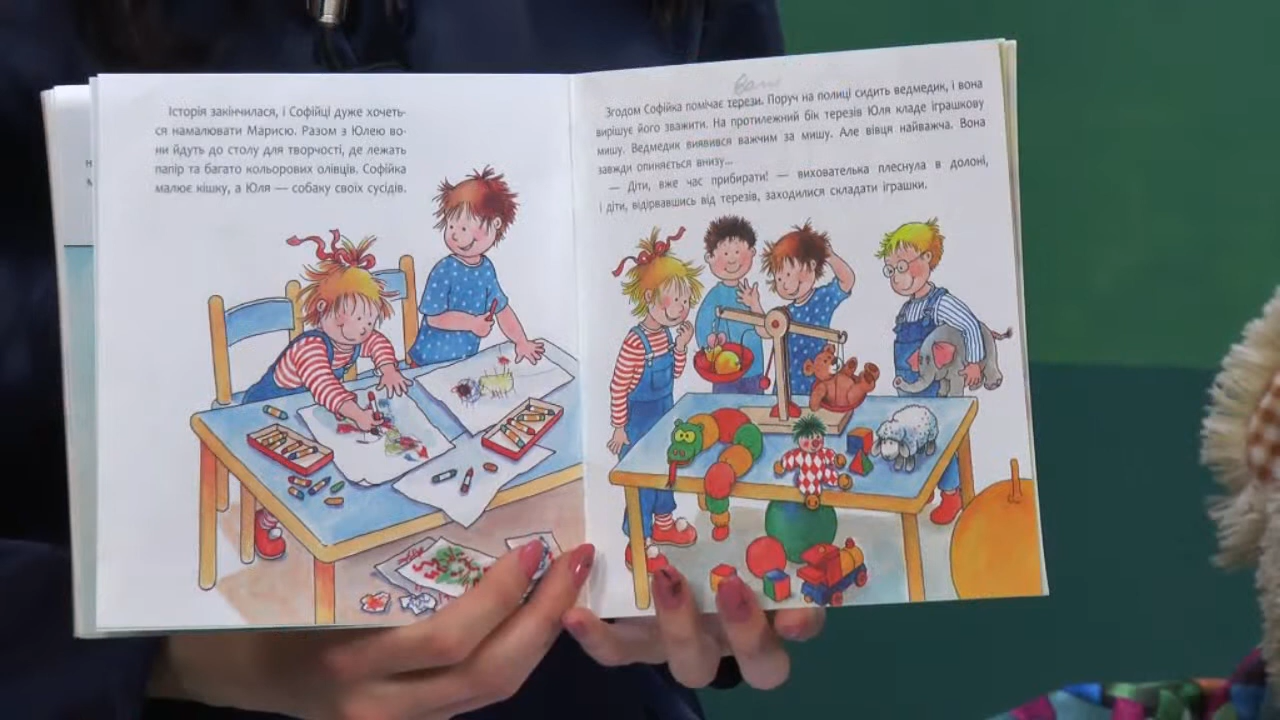 Історія закінчилася, і Софійці дуже хочеть-
ся намалювати Марисю. Разом з Юлею во-
ни йдуть до столу для творчості, де лежать
папір та багато кольорових олівців. Софійка
малює кішку, а Юля — собаку своїх сусідів.
Згодом Софійка помічає терези. Поруч на полиці сидить ведмедик, і вона
вирішує його зважити. На протилежний бік терезів Юля кладе іграшкову
мишу. Ведмедик виявився важчим за мишу. Але вівця найважча. Вона
завжди опиняється внизу...
— Діти, вже час прибирати! — вихователька плеснула в долоні,
і діти, відірвавшись від терезів, заходилися складати іграшки.